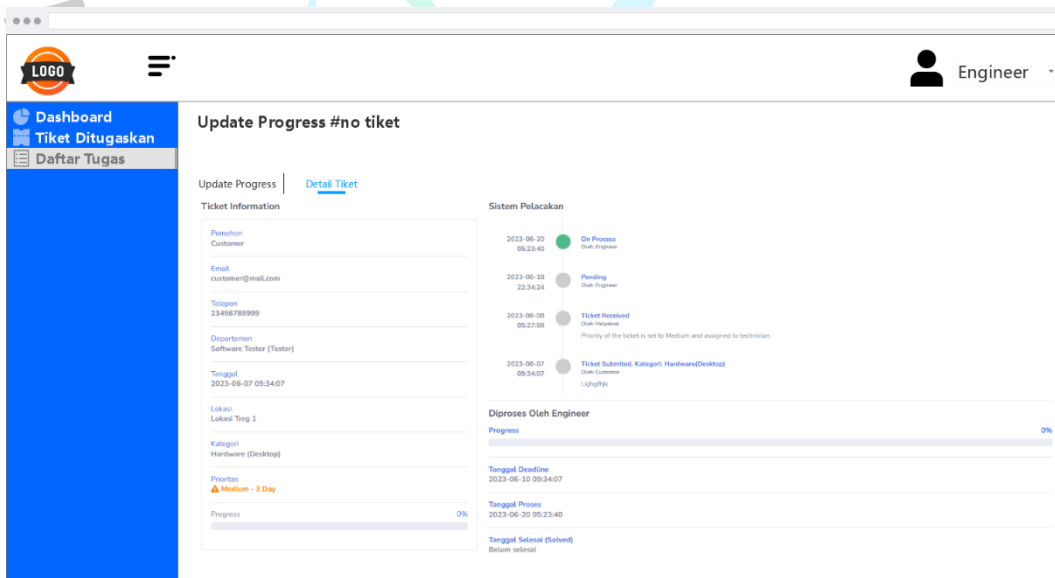 LOGO
Engineer
Dashboard
Tiket Ditugaskan
Daftar Tugas
Update Progress #no tiket
Update Progress
Detail Tiket
Ticket Information
Pemohon
Customer
Email
customer@mail.com
Telepon
23456789999
Departemen
Software Tester (Tester)
Tanggal
2023-06-07 09:34:07
Lokasi
Lokasi Treg 1
Kategori
Hardware (Desktop)
Prioritas
Medium - 3 Day
Progress 0%
Sistem Pelacakan
2023-06-20
05:23:40
On Process
Oleh Engineer
2023-06-18
22:34:24
Pending
Oleh Engineer
2023-06-08
05:27:58
Ticket Received
Oleh Helpdesk
Priority of the ticket is set to Medium and assigned to technician.
2023-06-07
09:34:07
Ticket Submited, Kategori: Hardware(Desktop)
Oleh Customer
Diproses Oleh Engineer
Progress 0%
Tanggal Deadline
2023-06-10 09:34:07
Tanggal Proses
2023-06-20 05:23:40
Tanggal Selesai (Solved)
Belum selesai